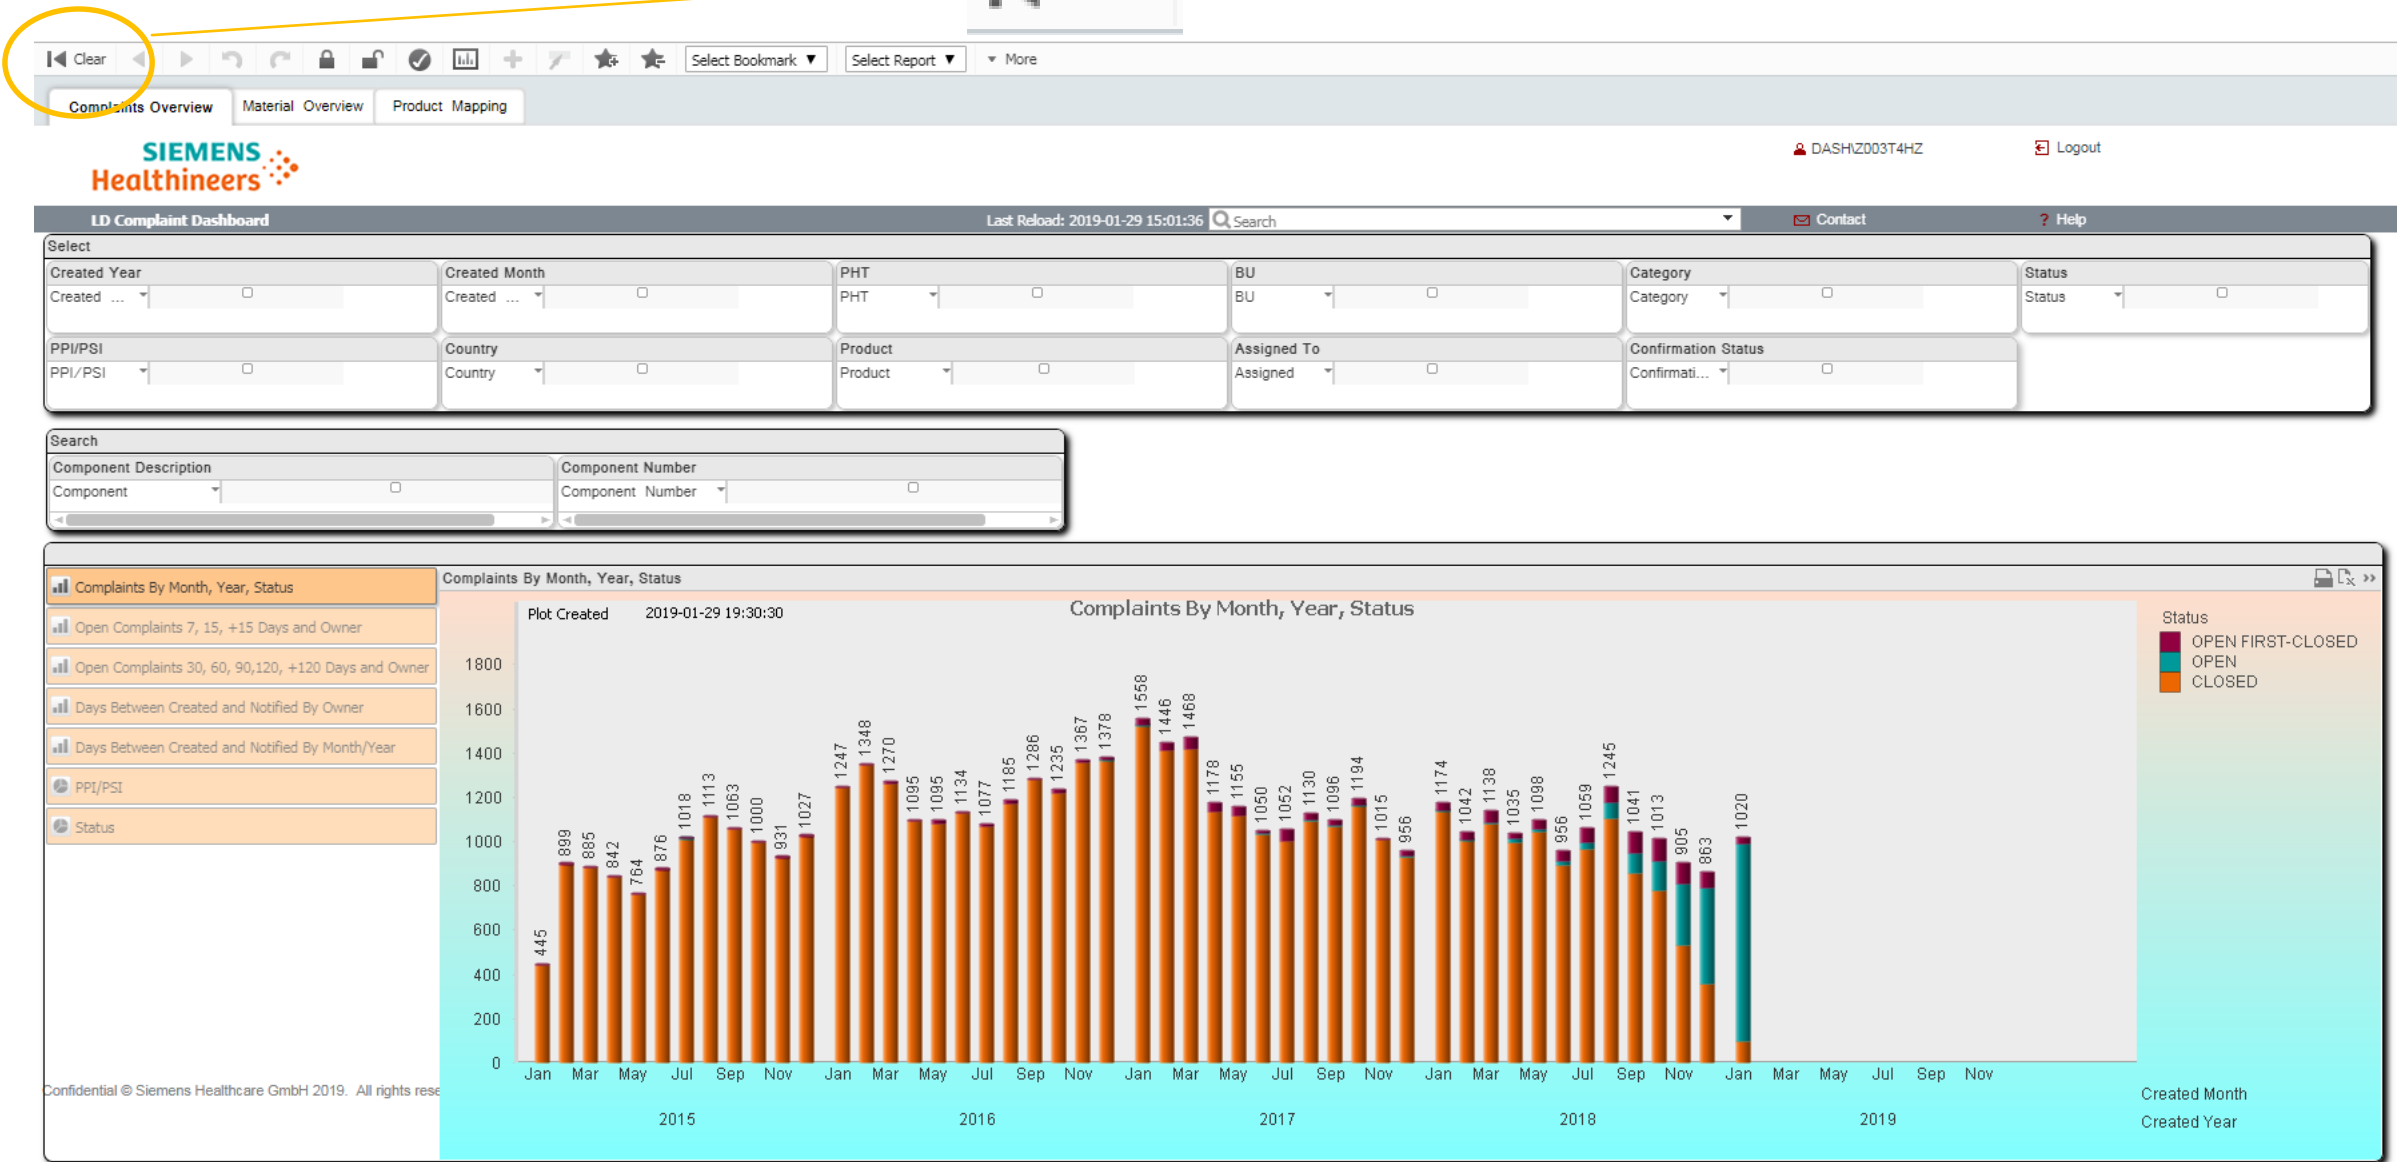 Clear
Select Bookmark ▼
Select Report ▼
More
Complaints Overview
Material Overview
Product Mapping
SIEMENS
Healthineers
DASH\Z003T4HZ
Logout
LD Complaint Dashboard
Last Reload: 2019-01-29 15:01:36
Search
Contact
? Help
Select
Created Year
Created Month
PHT
BU
Category
Status
Created ...
Created ...
PHT
BU
Category
Status
PPI/PSI
Country
Product
Assigned To
Confirmation Status
PPI/PSI
Country
Product
Assigned
Confirmati...
Search
Component Description
Component Number
Component
Component Number
Complaints By Month, Year, Status
Open Complaints 7, 15, +15 Days and Owner
Open Complaints 30, 60, 90,120, +120 Days and Owner
Days Between Created and Notified By Owner
Days Between Created and Notified By Month/Year
PPI/PSI
Status
Confidential © Siemens Healthcare GmbH 2019. All rights rese
Complaints By Month, Year, Status
Plot Created 2019-01-29 19:30:30
Complaints By Month, Year, Status
Status
OPEN FIRST-CLOSED
OPEN
CLOSED
1800
1600
1400
1200
1000
800
600
400
200
0
445
899
885
842
764
876
1018
1113
1063
1000
931
1027
1247
1348
1270
1095
1095
1134
1077
1185
1286
1235
1367
1378
1558
1446
1468
1178
1155
1050
1052
1130
1096
1194
1015
956
1174
1042
1138
1035
1098
956
1059
1245
1041
1013
905
863
1020
Jan Mar May Jul Sep Nov Jan Mar May Jul Sep Nov Jan Mar May Jul Sep Nov Jan Mar May Jul Sep Nov Jan Mar May Jul Sep Nov
Created Month
2015 2016 2017 2018 2019
Created Year